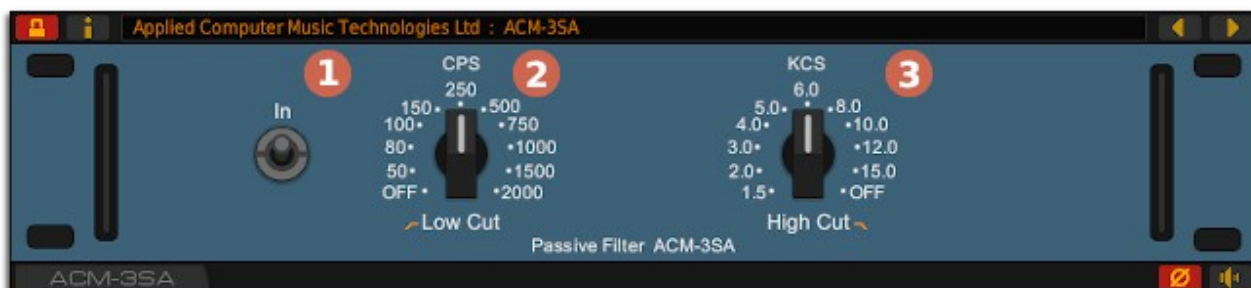 Applied Computer Music Technologies Ltd : ACM-3SA
1 CPS 2 KCS 3
In
250 6.0
150 500 5.0 8.0
100 750 4.0 10.0
80 1000 3.0 12.0
50 1500 2.0 15.0
OFF 2000 1.5 OFF
Low Cut High Cut
Passive Filter ACM-3SA
ACM-3SA